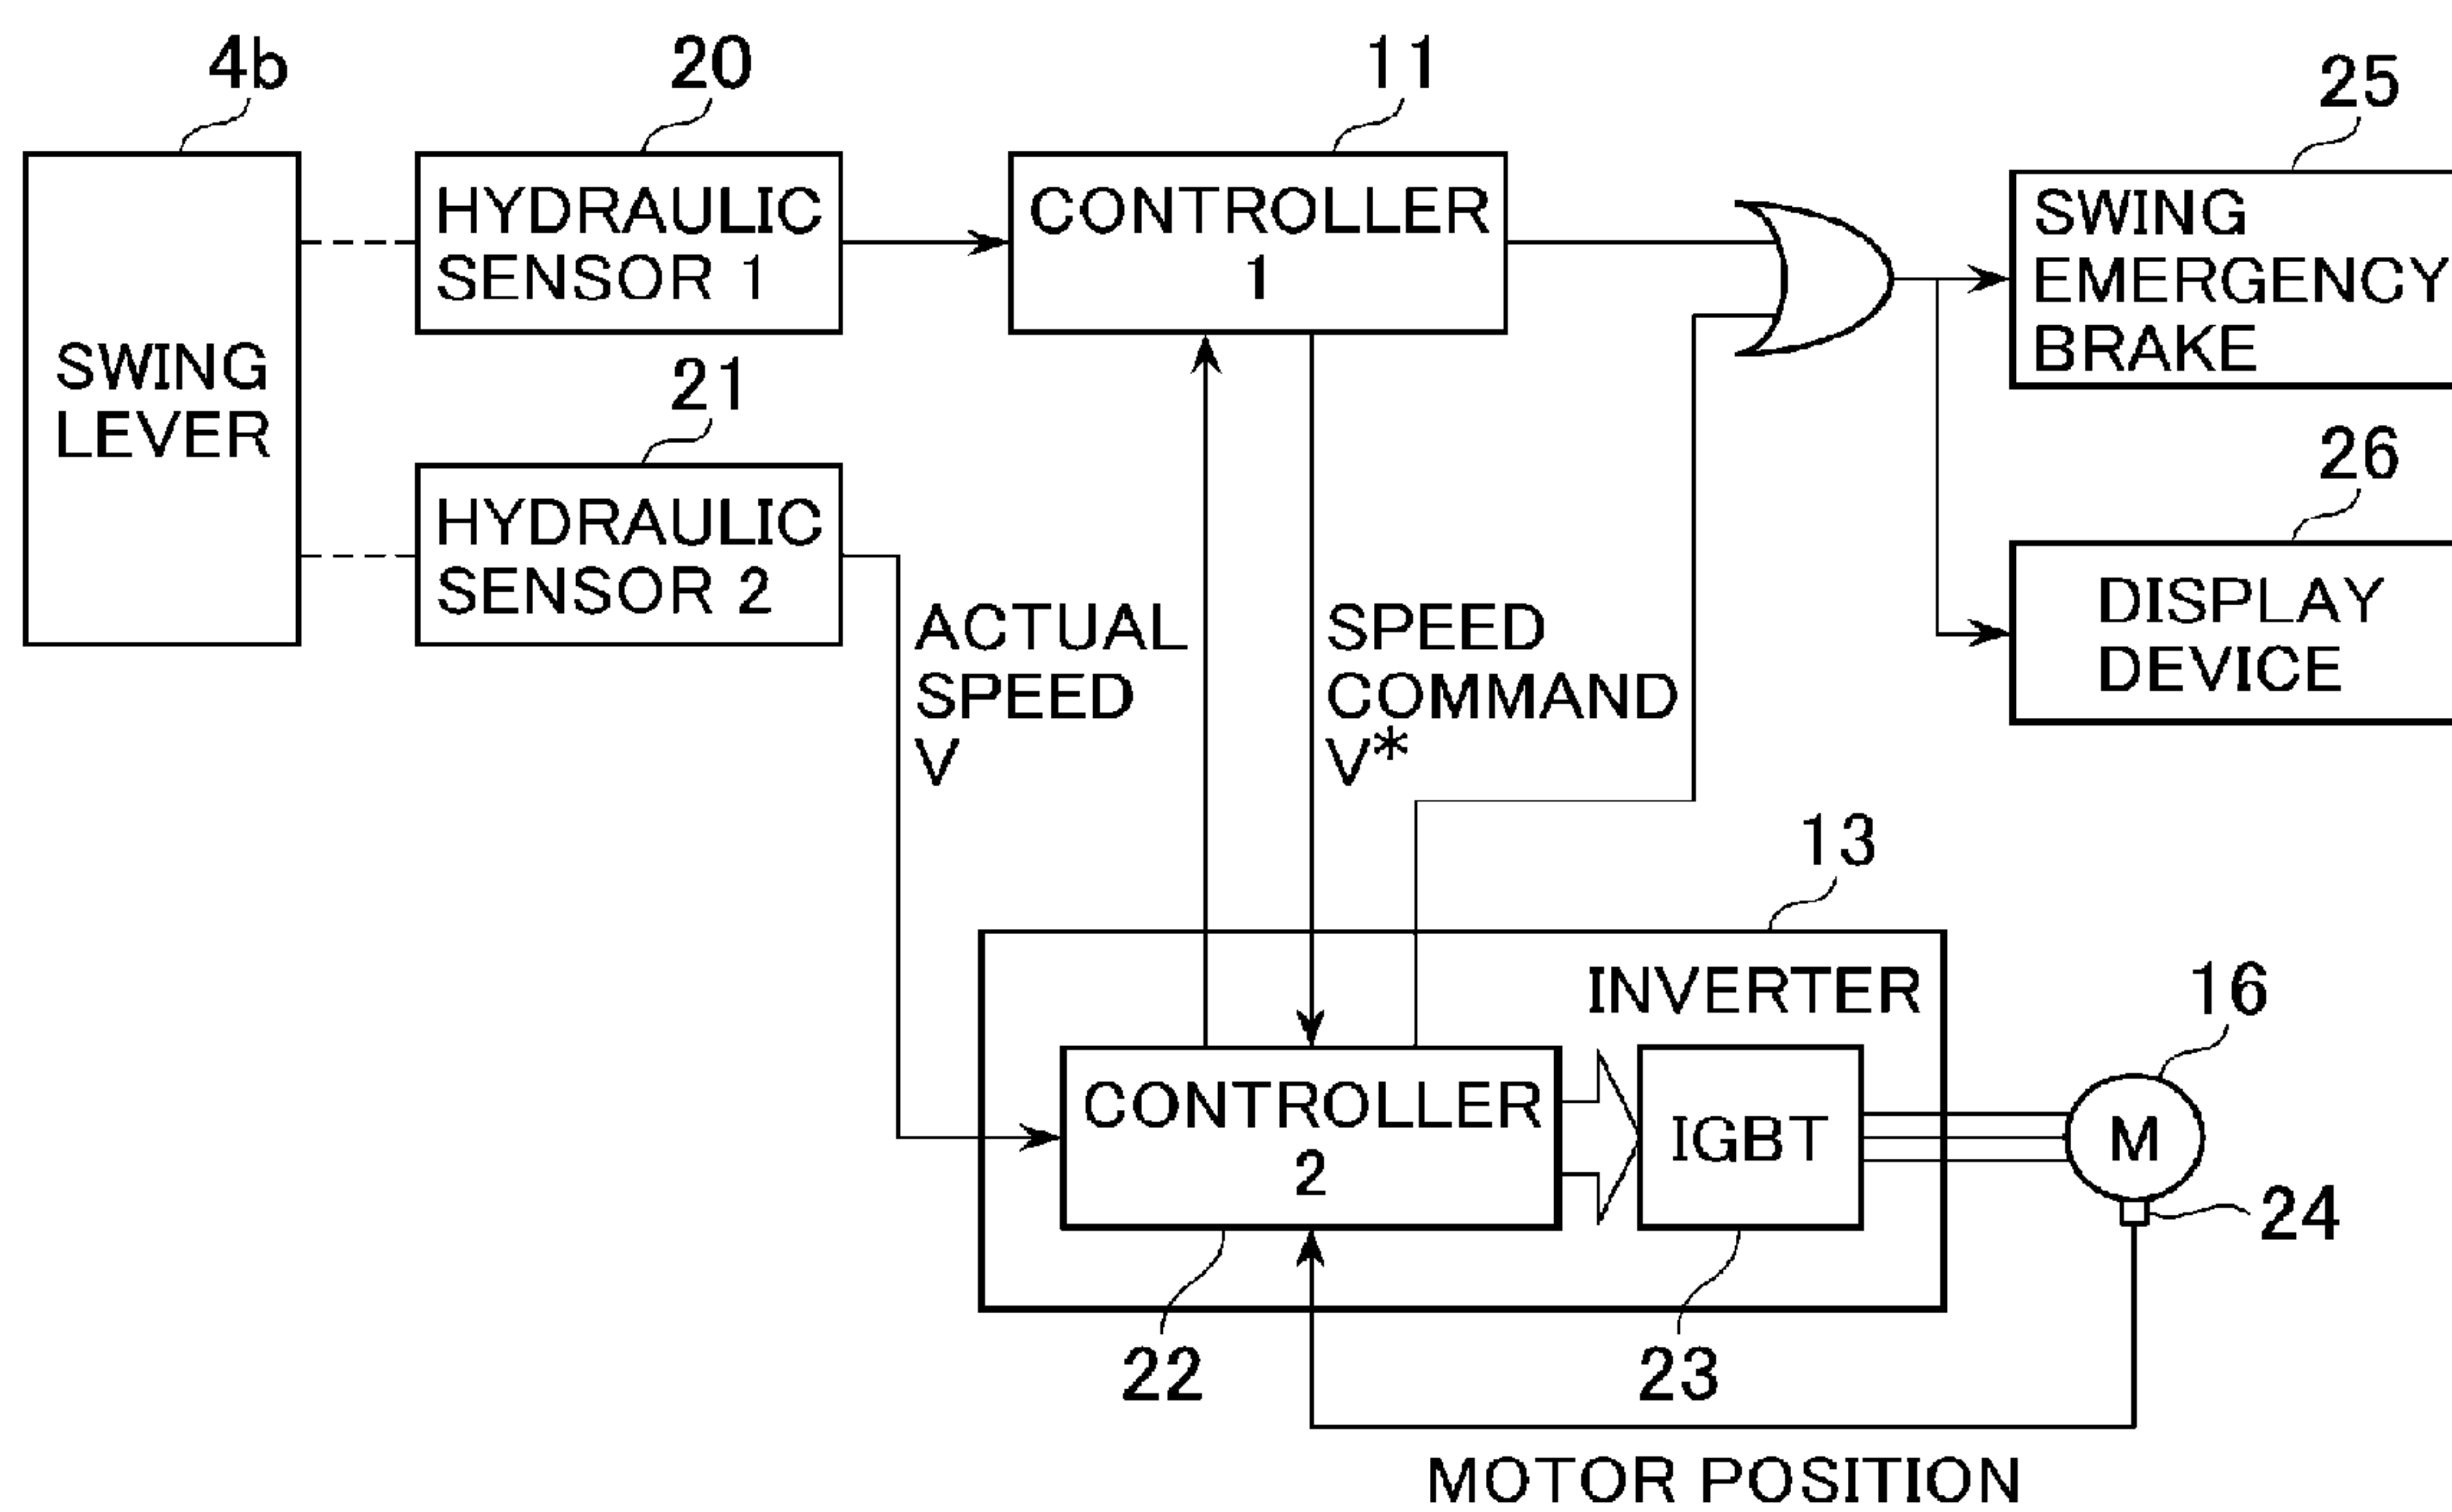 4b
20
11
25
HYDRAULIC
SENSOR 1
CONTROLLER
1
SWING
EMERGENCY
BRAKE
SWING
LEVER
21
HYDRAULIC
SENSOR 2
26
DISPLAY
DEVICE
ACTUAL
SPEED
V
SPEED
COMMAND
V*
13
INVERTER
16
CONTROLLER
2
IGBT
M
24
22
23
MOTOR POSITION